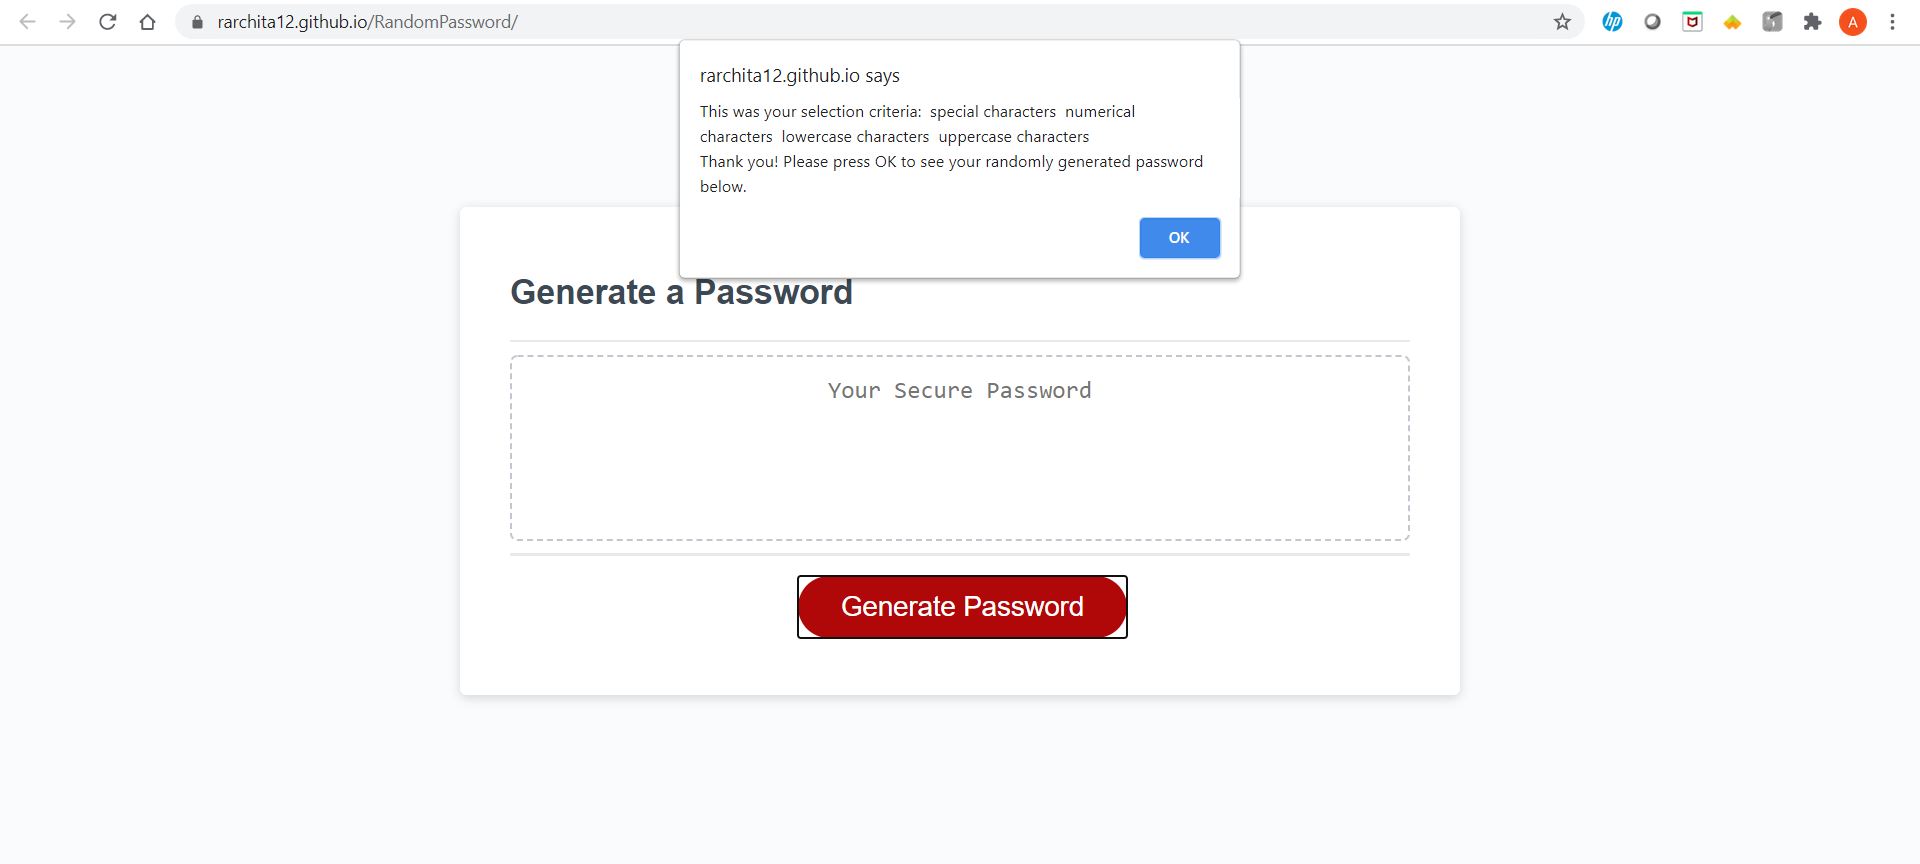 rarchita12.github.io/RandomPassword/
hp
A
rarchita12.github.io says
This was your selection criteria:  special characters  numerical
characters  lowercase characters  uppercase characters
Thank you! Please press OK to see your randomly generated password
below.
OK
Generate a Password
Your Secure Password
Generate Password